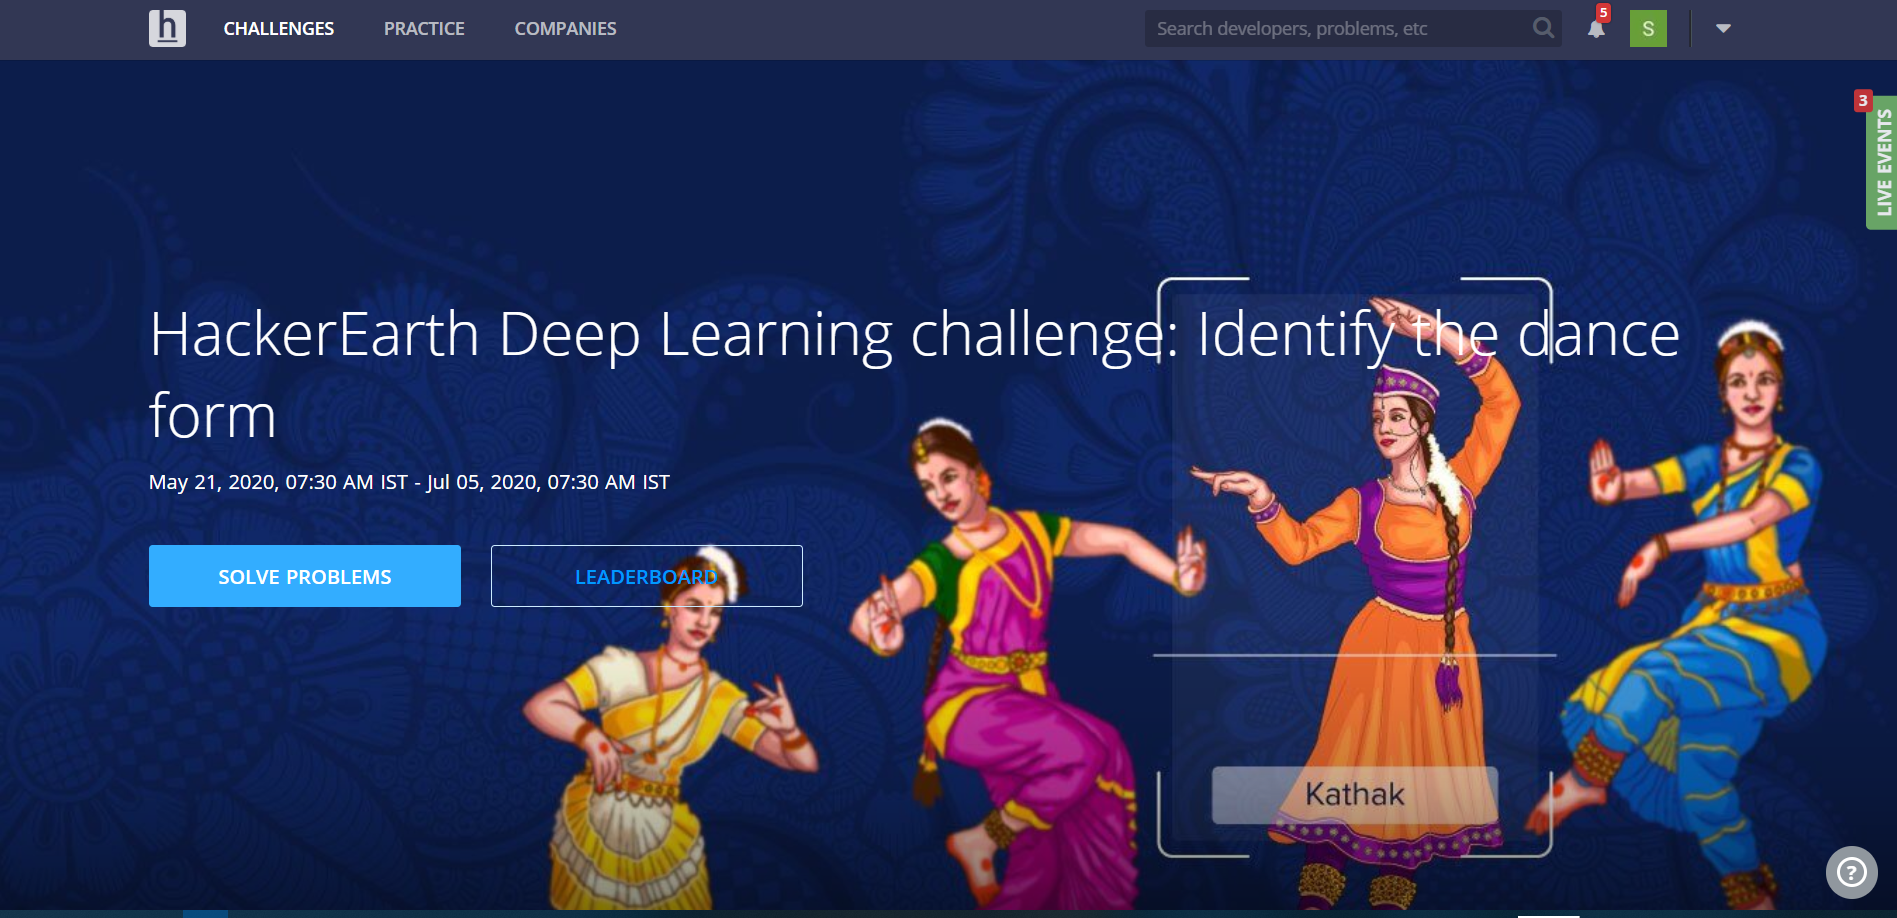 h CHALLENGES PRACTICE COMPANIES Search developers, problems, etc 5 S
3
LIVE EVENTS
HackerEarth Deep Learning challenge: Identify the dance
form
May 21, 2020, 07:30 AM IST - Jul 05, 2020, 07:30 AM IST
SOLVE PROBLEMS LEADERBOARD
Kathak
?